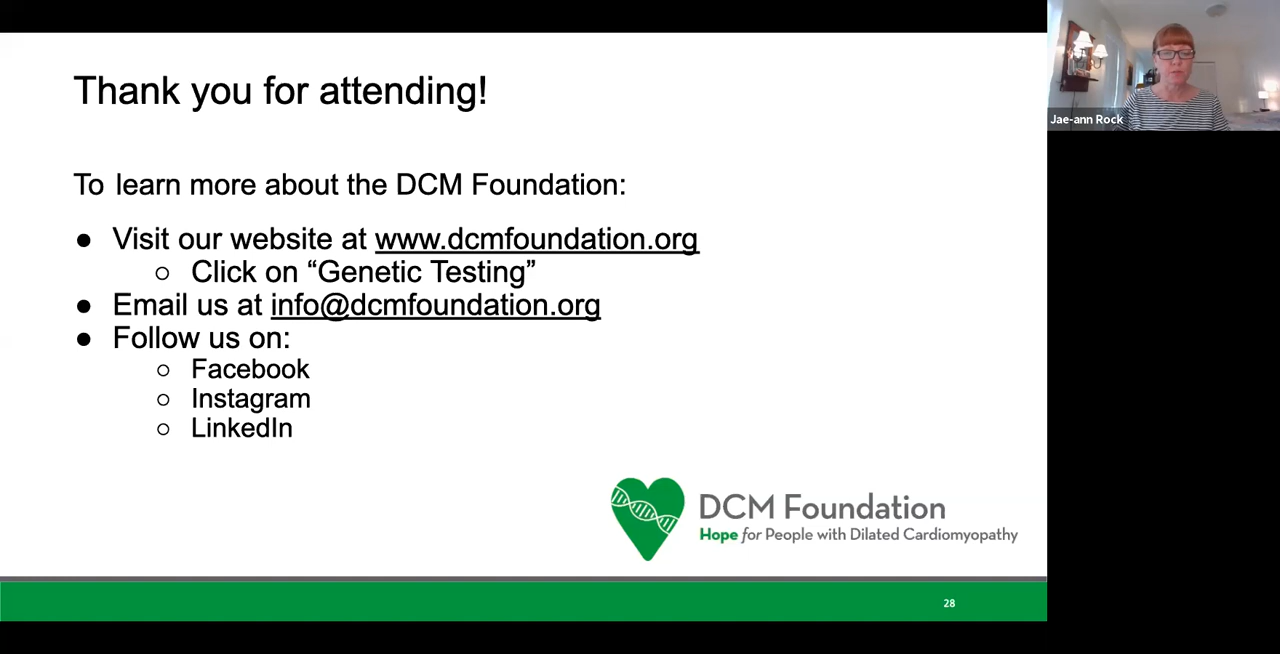 Thank you for attending!
To learn more about the DCM Foundation:
● Visit our website at www.dcmfoundation.org
○ Click on “Genetic Testing”
● Email us at info@dcmfoundation.org
● Follow us on:
○ Facebook
○ Instagram
○ LinkedIn
DCM Foundation
Hope for People with Dilated Cardiomyopathy
28
Jae-ann Rock